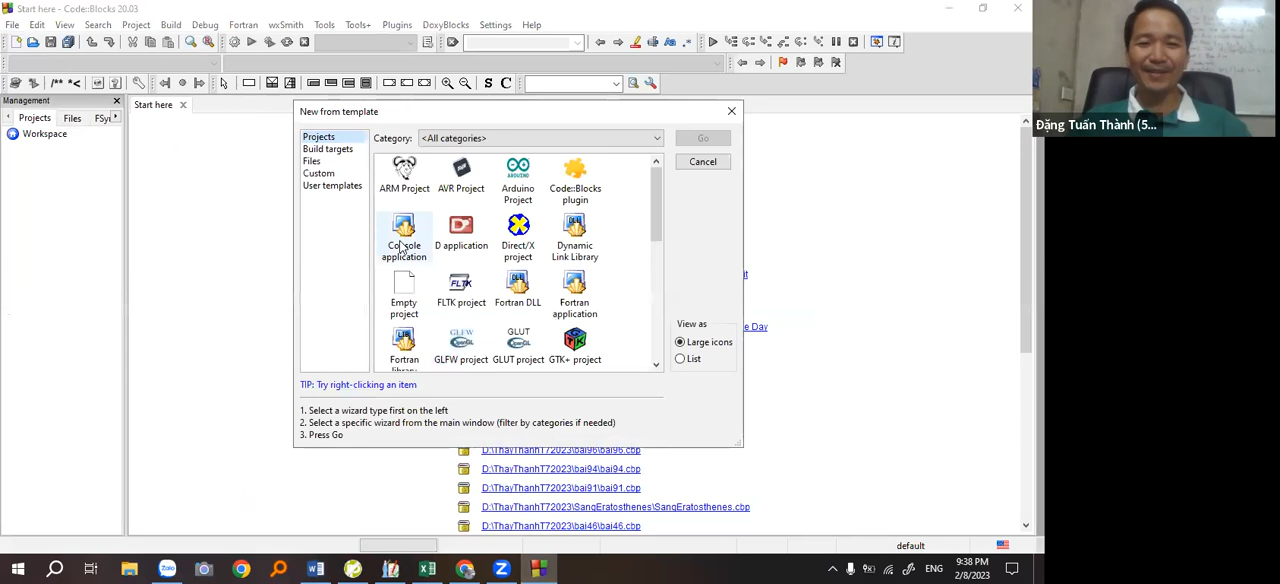 Start here - Code::Blocks 20.03
File Edit View Search Project Build Debug Fortran wxSmith Tools Tools+ Plugins DoxyBlocks Settings Help
Management
Start here
Projects Files FSy
Workspace
New from template
Projects
Build targets
Files
Custom
User templates
Category: <All categories>
Go
Cancel
ARM Project
AVR Project
Arduino Project
Code::Blocks plugin
Console application
D application
Direct/X project
Dynamic Link Library
Empty project
FLTK project
Fortran DLL
Fortran application
Fortran
GLFW project
GLUT project
GTK+ project
View as
Large icons
List
TIP: Try right-clicking an item
1. Select a wizard type first on the left
2. Select a specific wizard from the main window (filter by categories if needed)
3. Press Go
e Day
D:\ThayThanhT72023\bai96\bai96.cbp
D:\ThayThanhT72023\bai94\bai94.cbp
D:\ThayThanhT72023\bai91\bai91.cbp
D:\ThayThanhT72023\SangEratosthenes\SangEratosthenes.cbp
D:\ThayThanhT72023\bai46\bai46.cbp
default
Đặng Tuấn Thành (5...
ENG
9:38 PM
2/8/2023